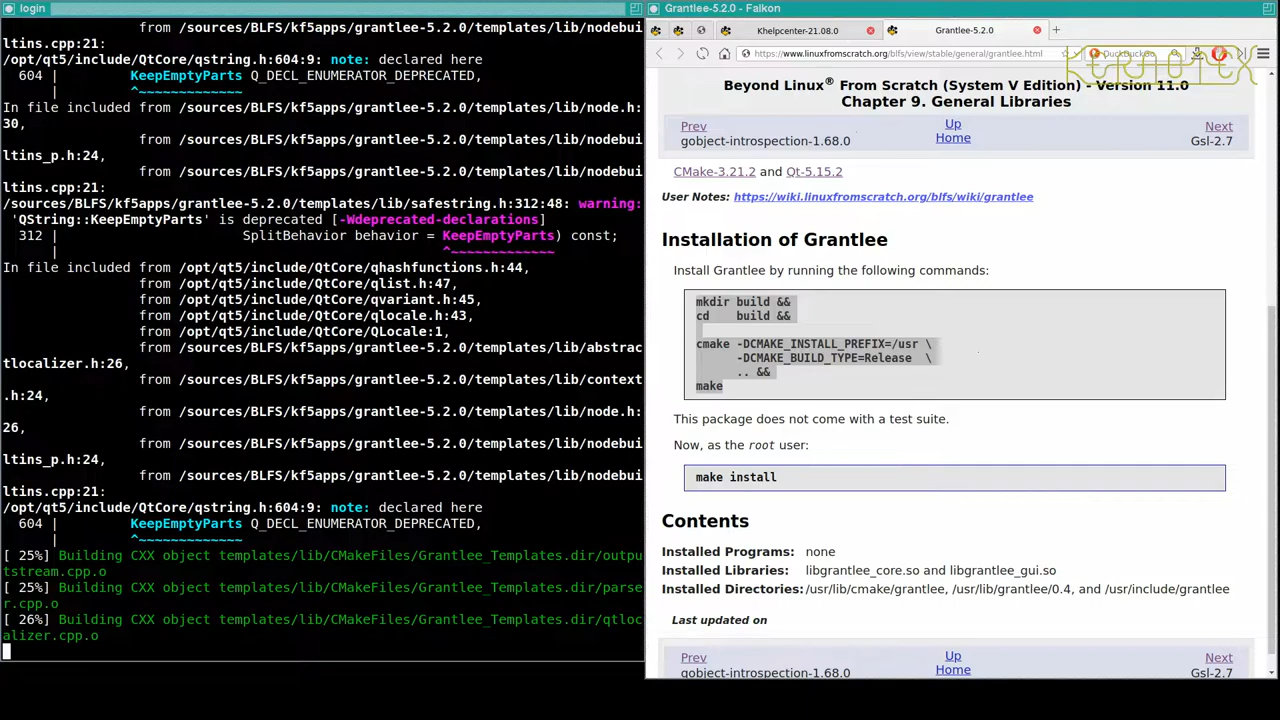 login
from /sources/BLFS/kf5apps/grantlee-5.2.0/templates/lib/nodebui
ltins.cpp:21:
/opt/qt5/include/QtCore/qstring.h:604:9: note: declared here
604 | KeepEmptyParts Q_DECL_ENUMERATOR_DEPRECATED,
| ^~~~~~~~~~~~~~
In file included from /sources/BLFS/kf5apps/grantlee-5.2.0/templates/lib/node.h:
30,
from /sources/BLFS/kf5apps/grantlee-5.2.0/templates/lib/nodebui
ltins_p.h:24,
from /sources/BLFS/kf5apps/grantlee-5.2.0/templates/lib/nodebui
ltins.cpp:21:
/sources/BLFS/kf5apps/grantlee-5.2.0/templates/lib/safestring.h:312:48: warning:
'QString::KeepEmptyParts' is deprecated [-Wdeprecated-declarations]
312 | SplitBehavior behavior = KeepEmptyParts) const;
| ^~~~~~~~~~~~~~
In file included from /opt/qt5/include/QtCore/qhashfunctions.h:44,
from /opt/qt5/include/QtCore/qlist.h:47,
from /opt/qt5/include/QtCore/qvariant.h:45,
from /opt/qt5/include/QtCore/qlocale.h:43,
from /opt/qt5/include/QtCore/QLocale:1,
from /sources/BLFS/kf5apps/grantlee-5.2.0/templates/lib/abstrac
tlocalizer.h:26,
from /sources/BLFS/kf5apps/grantlee-5.2.0/templates/lib/context
.h:24,
from /sources/BLFS/kf5apps/grantlee-5.2.0/templates/lib/node.h:
26,
from /sources/BLFS/kf5apps/grantlee-5.2.0/templates/lib/nodebui
ltins_p.h:24,
from /sources/BLFS/kf5apps/grantlee-5.2.0/templates/lib/nodebui
ltins.cpp:21:
/opt/qt5/include/QtCore/qstring.h:604:9: note: declared here
604 | KeepEmptyParts Q_DECL_ENUMERATOR_DEPRECATED,
| ^~~~~~~~~~~~~~
[ 25%] Building CXX object templates/lib/CMakeFiles/Grantlee_Templates.dir/outpu
tstream.cpp.o
[ 25%] Building CXX object templates/lib/CMakeFiles/Grantlee_Templates.dir/parse
r.cpp.o
[ 26%] Building CXX object templates/lib/CMakeFiles/Grantlee_Templates.dir/qtloc
alizer.cpp.o
Grantlee-5.2.0 - Falkon
Khelpcenter-21.08.0
Grantlee-5.2.0
https://www.linuxfromscratch.org/blfs/view/stable/general/grantlee.html
DuckDuckGo
Beyond Linux® From Scratch (System V Edition) - Version 11.0
Chapter 9. General Libraries
Prev Up Next
gobject-introspection-1.68.0 Home Gsl-2.7
CMake-3.21.2 and Qt-5.15.2
User Notes: https://wiki.linuxfromscratch.org/blfs/wiki/grantlee
Installation of Grantlee
Install Grantlee by running the following commands:
mkdir build &&
cd build &&
cmake -DCMAKE_INSTALL_PREFIX=/usr \
-DCMAKE_BUILD_TYPE=Release \
.. &&
make
This package does not come with a test suite.
Now, as the root user:
make install
Contents
Installed Programs: none
Installed Libraries: libgrantlee_core.so and libgrantlee_gui.so
Installed Directories: /usr/lib/cmake/grantlee, /usr/lib/grantlee/0.4, and /usr/include/grantlee
Last updated on
Prev Up Next
gobject-introspection-1.68.0 Home Gsl-2.7